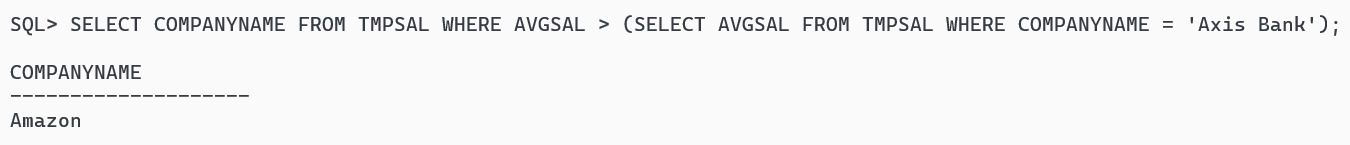 SQL> SELECT COMPANYNAME FROM TMPSAL WHERE AVGSAL > (SELECT AVGSAL FROM TMPSAL WHERE COMPANYNAME = 'Axis Bank');
COMPANYNAME
--------------------
Amazon